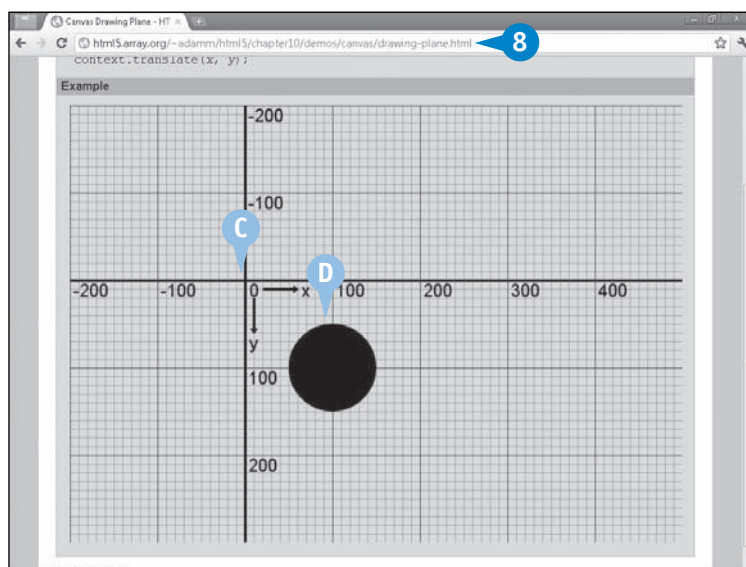 Canvas Drawing Plane - HT
html5.array.org/~adamm/html5/chapter10/demos/canvas/drawing-plane.html
8
context.translate(x, y);
Example
-200
-100
C
D
-200 -100 0 x 100 200 300 400
y
100
200